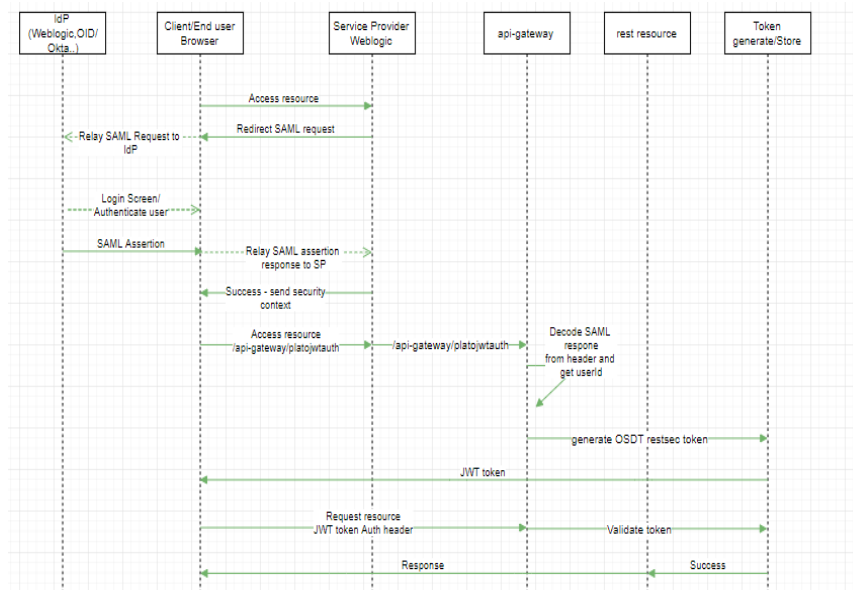 IdP
(Weblogic,OID/
Okta..)
Client/End user
Browser
Service Provider
Weblogic
api-gateway
rest resource
Token
generate/Store
Access resource
Redirect SAML request
Relay SAML Request to
IdP
Login Screen/
Authenticate user
SAML Assertion
Relay SAML assertion
response to SP
Success - send security
context
Access resource
/api-gateway/platojwtauth
/api-gateway/platojwtauth
Decode SAML
respone
from header and
get userId
generate OSDT restsec token
JWT token
Request resource
JWT token Auth header
Validate token
Response
Success